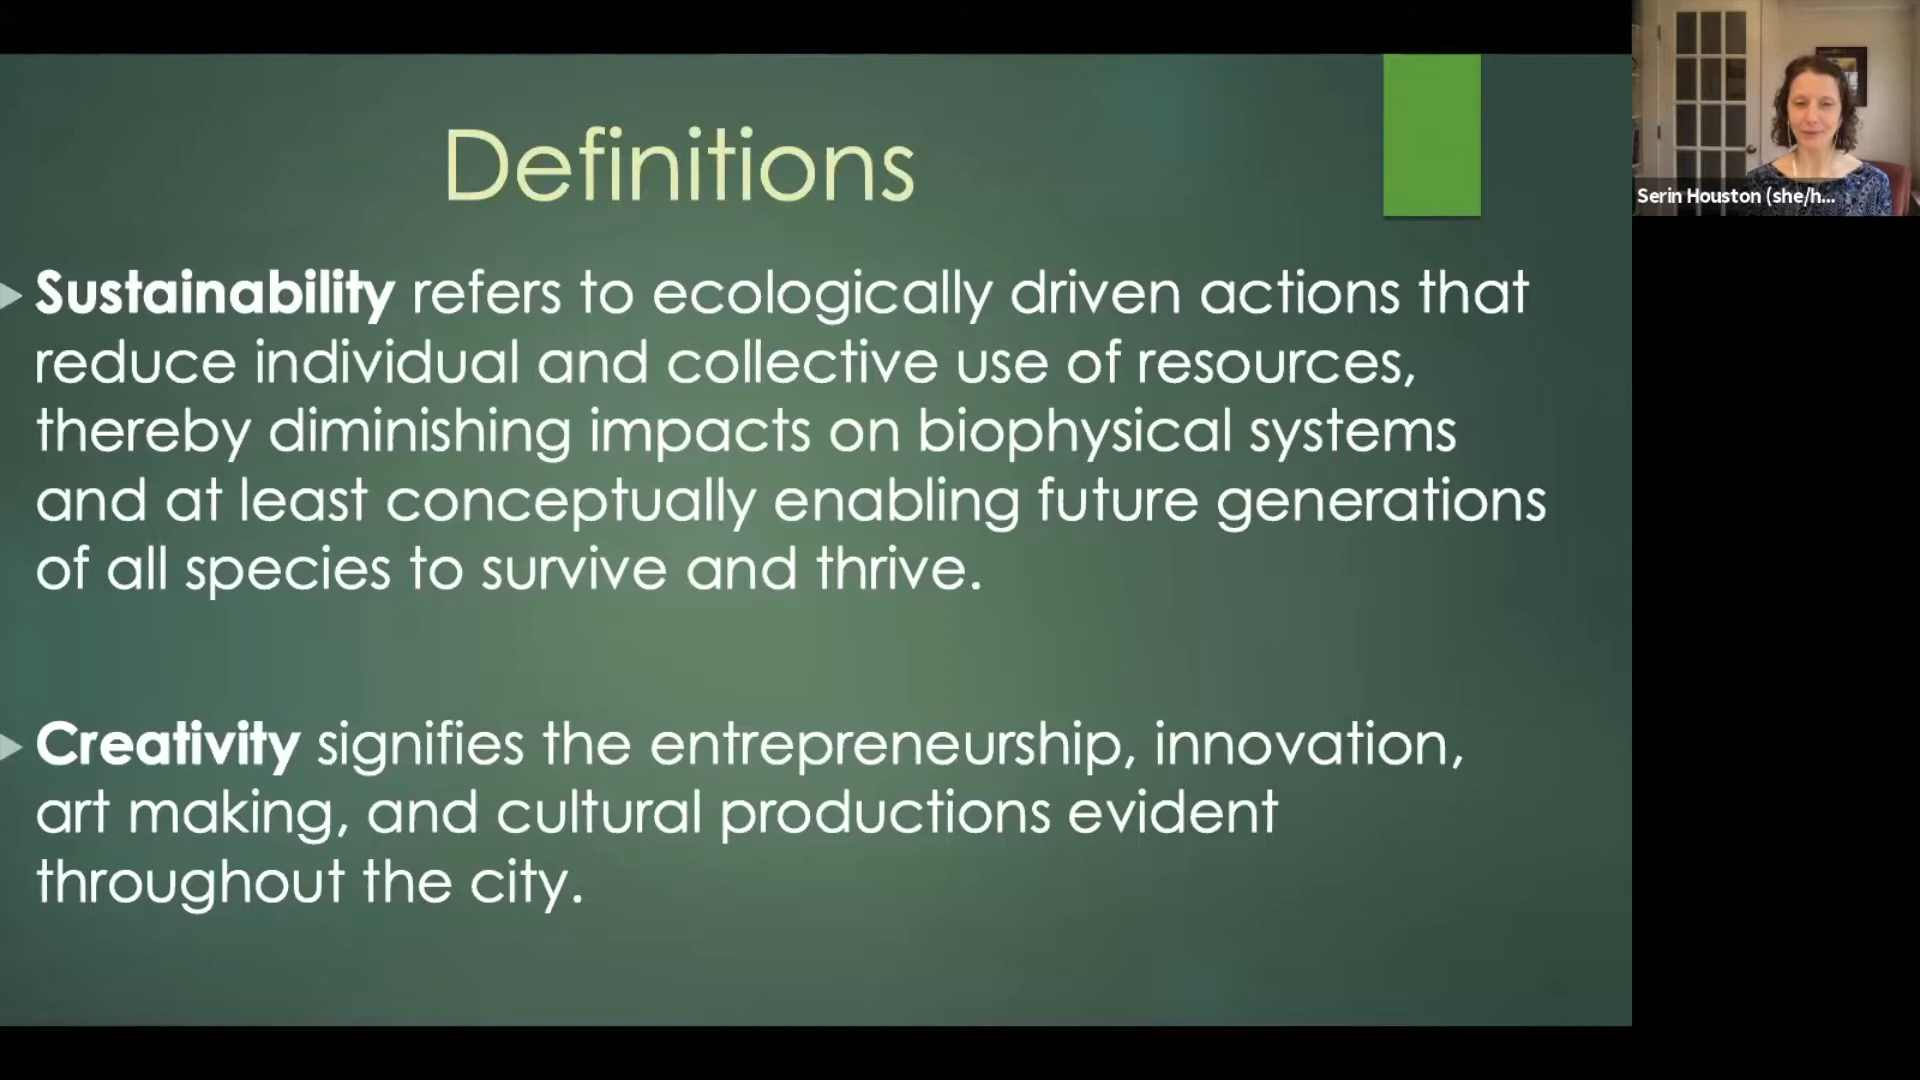 Definitions
Sustainability refers to ecologically driven actions that
reduce individual and collective use of resources,
thereby diminishing impacts on biophysical systems
and at least conceptually enabling future generations
of all species to survive and thrive.
Creativity signifies the entrepreneurship, innovation,
art making, and cultural productions evident
throughout the city.
Serin Houston (she/h...